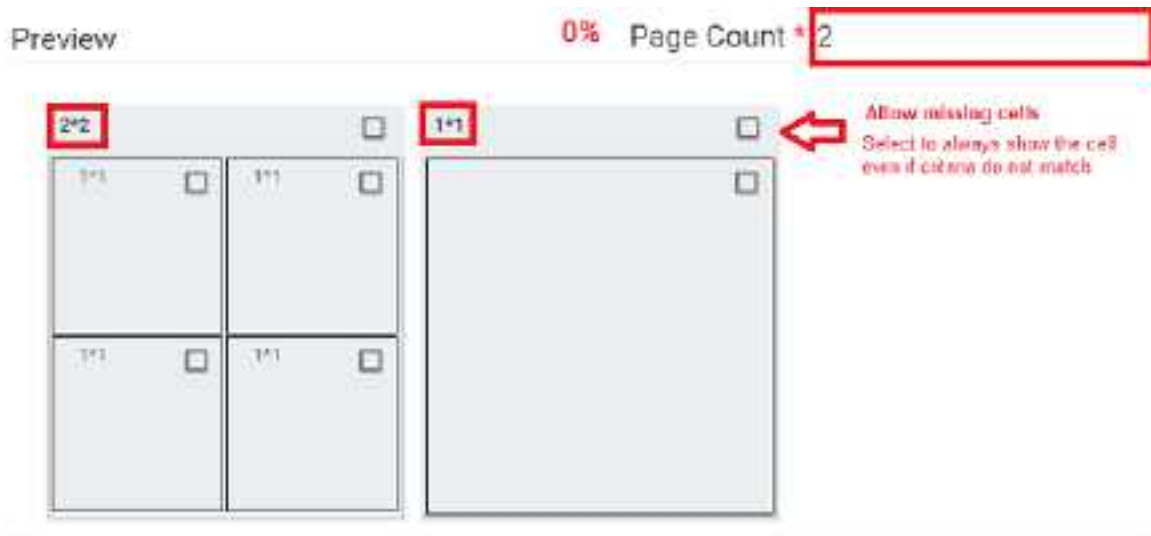 Preview 0% Page Count * 2
2*2 1*1
Allow missing cells
Select to always show the cell
even if criteria do not match
1*1 1*1
1*1 1*1